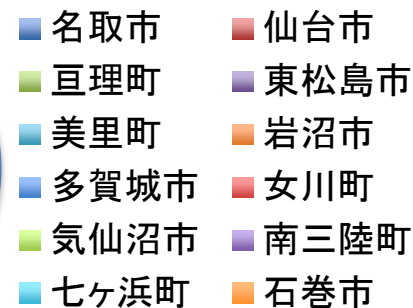 名取市 仙台市
亘理町 東松島市
美里町 岩沼市
多賀城市 女川町
気仙沼市 南三陸町
七ヶ浜町 石巻市